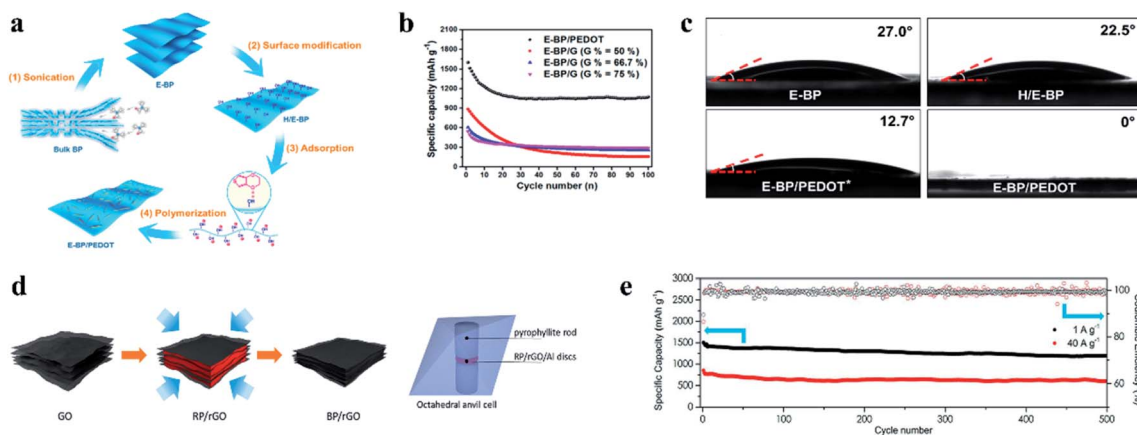 a
(1) Sonication
Bulk BP
E-BP
(2) Surface modification
H/E-BP
(3) Adsorption
(4) Polymerization
E-BP/PEDOT
b
Specific capacity (mAh g⁻¹)
2100
1800
1500
1200
900
600
300
0
E-BP/PEDOT
E-BP/G (G % = 50 %)
E-BP/G (G % = 66.7 %)
E-BP/G (G % = 75 %)
0 10 20 30 40 50 60 70 80 90 100
Cycle number (n)
c
27.0°
E-BP
22.5°
H/E-BP
12.7°
E-BP/PEDOT*
0°
E-BP/PEDOT
d
GO
RP/rGO
BP/rGO
pyrophyllite rod
Octahedral anvil cell
e
Specific Capacity (mAh g⁻¹)
3000
2500
2000
1500
1000
500
0
1 A g⁻¹
40 A g⁻¹
100
80
60
0 100 200 300 400 500
Cycle number